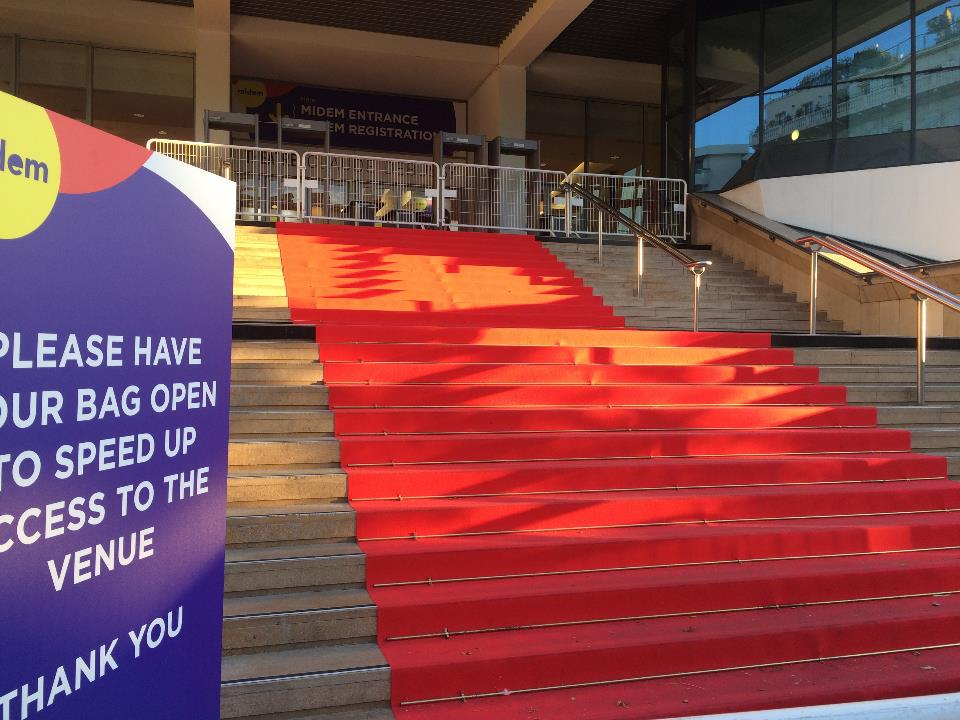 dem
PLEASE HAVE
OUR BAG OPEN
TO SPEED UP
CCESS TO THE
VENUE
THANK YOU
midem
MIDEM ENTRANCE
EM REGISTRATION